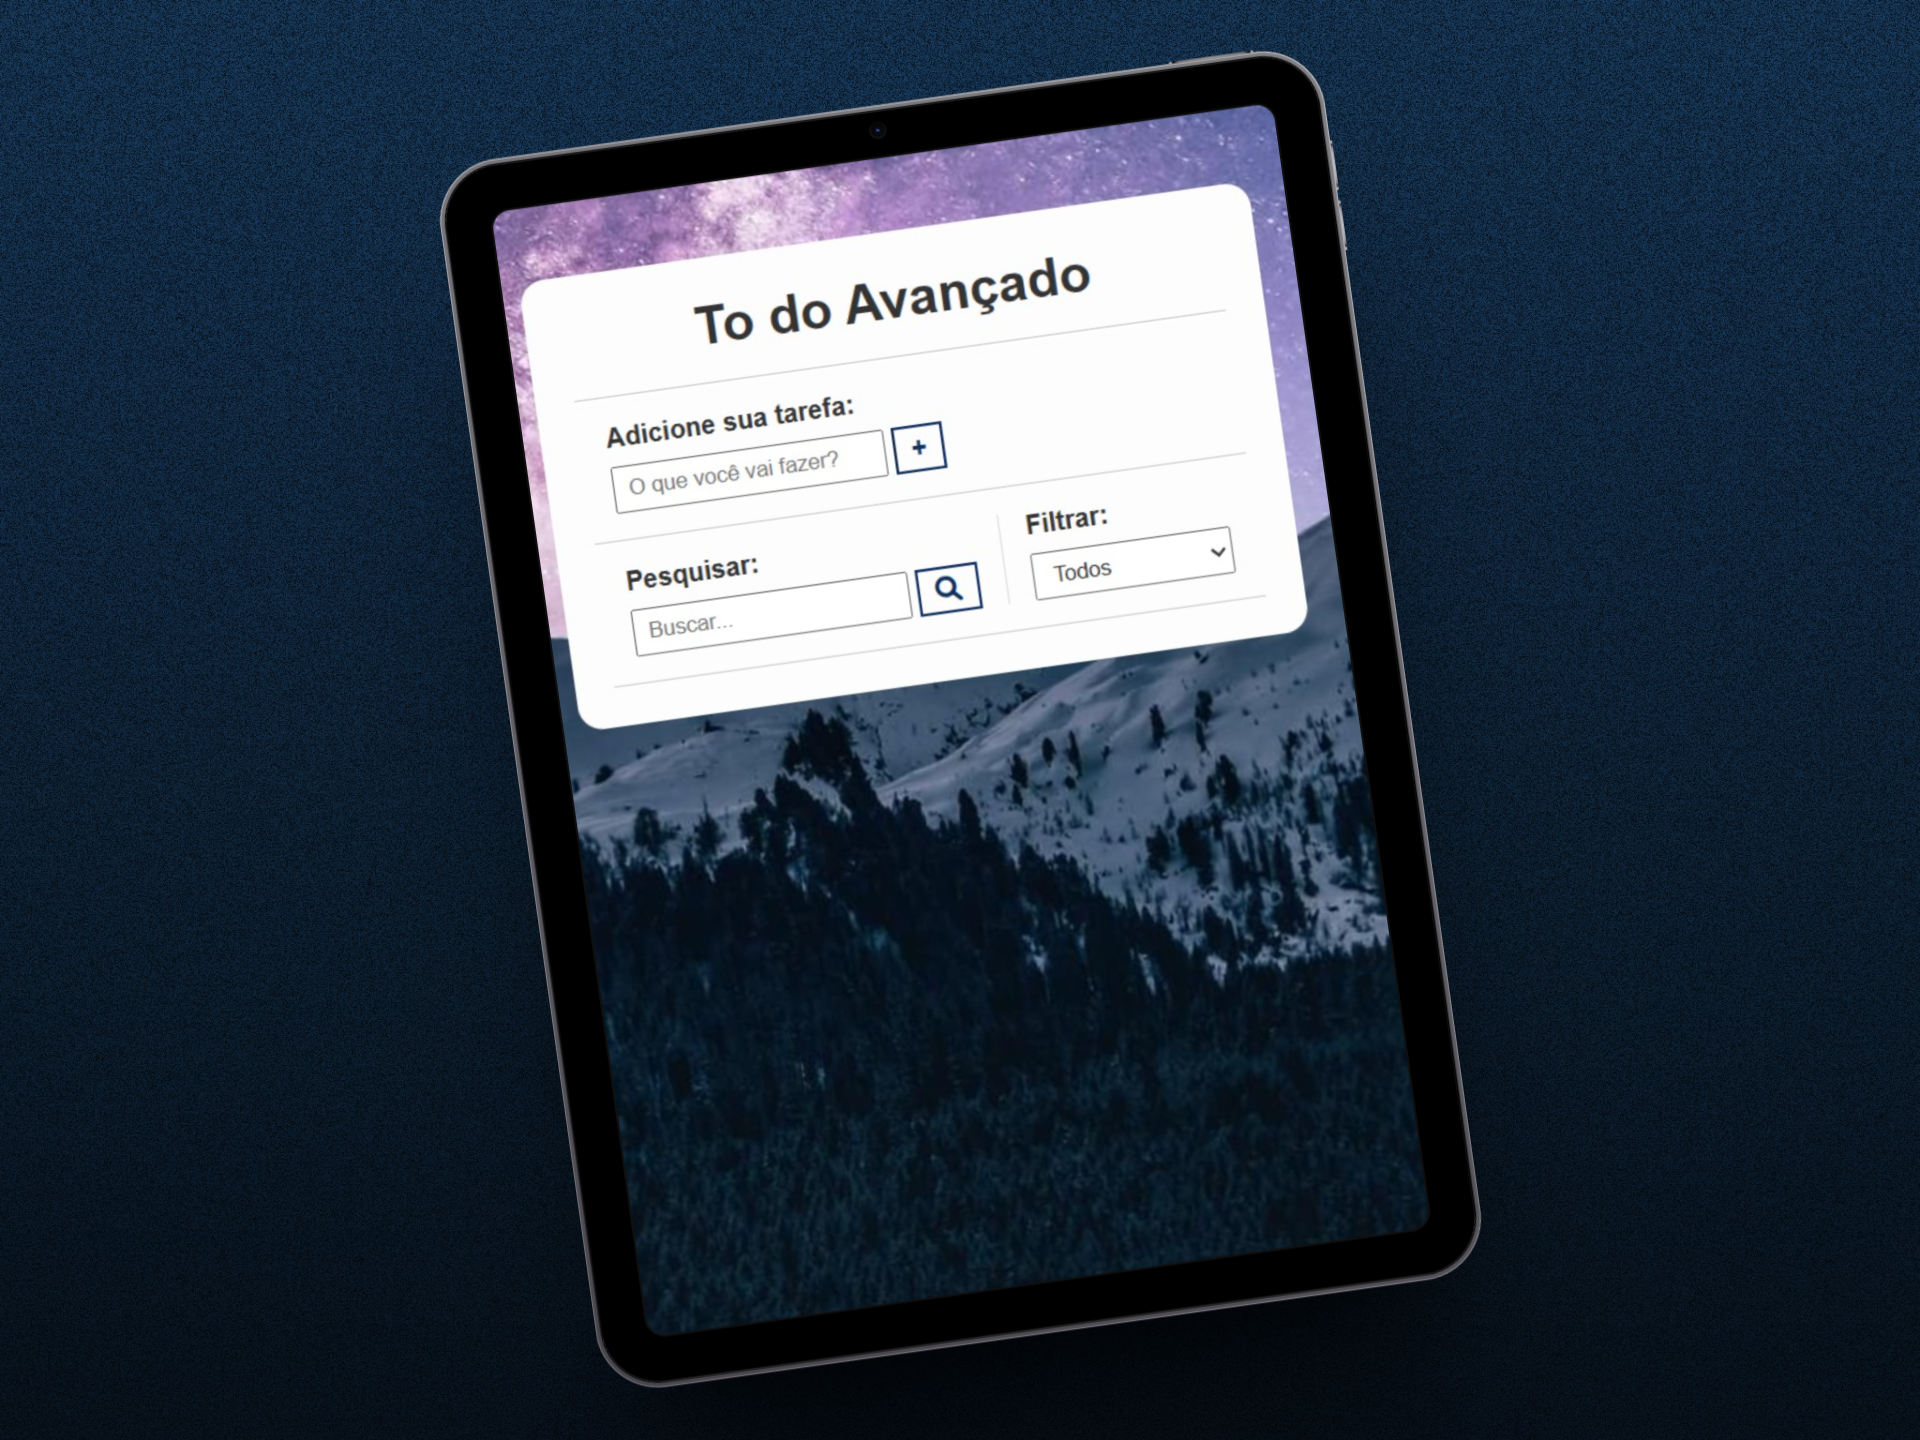 To do Avançado
Adicione sua tarefa:
O que você vai fazer?
+
Pesquisar:
Buscar...
Filtrar:
Todos